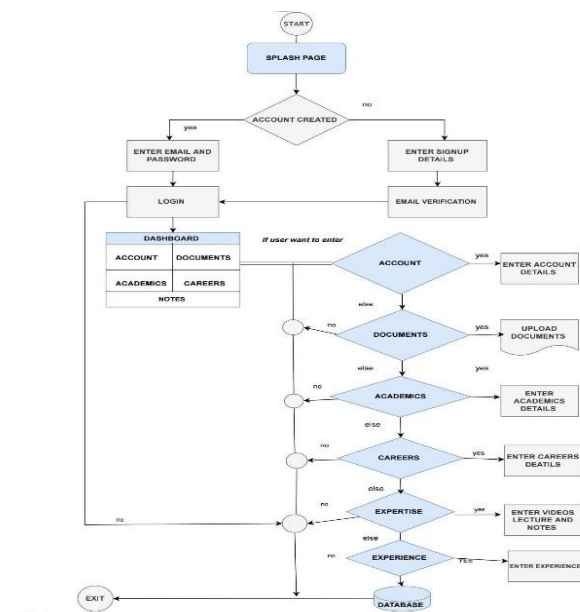 START
SPLASH PAGE
ACCOUNT CREATED
yes
no
ENTER EMAIL AND
PASSWORD
ENTER SIGNUP
DETAILS
LOGIN
EMAIL VERIFICATION
DASHBOARD
ACCOUNT
DOCUMENTS
ACADEMICS
CAREERS
NOTES
If user want to enter
ACCOUNT
yes
ENTER ACCOUNT
DETAILS
else
no
DOCUMENTS
yes
UPLOAD
DOCUMENTS
else
yes
no
ACADEMICS
ENTER
ACADEMICS
DETAILS
else
no
CAREERS
yes
ENTER CAREERS
DEATILS
else
no
EXPERTISE
yes
ENTER VIDEOS
LECTURE AND
NOTES
no
else
no
EXPERIENCE
YES
ENTER EXPERIENCE
EXIT
DATABASE